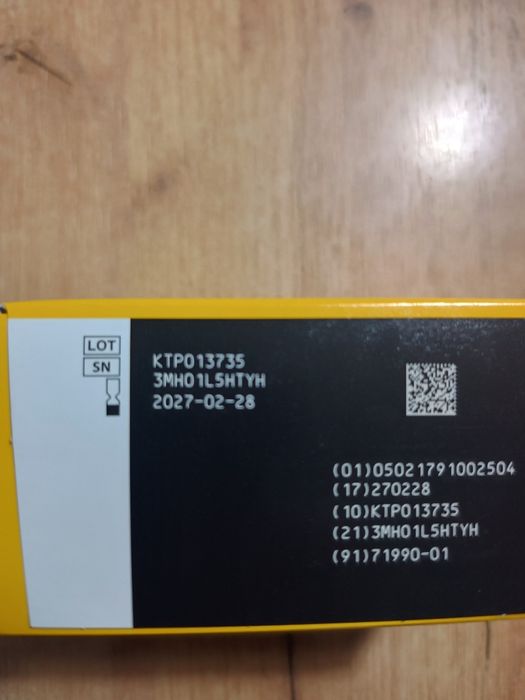 LOT
SN
KTP013735
3MH01L5HTYH
2027-02-28
(01)05021791002504
(17)270228
(10)KTP013735
(21)3MH01L5HTYH
(91)71990-01